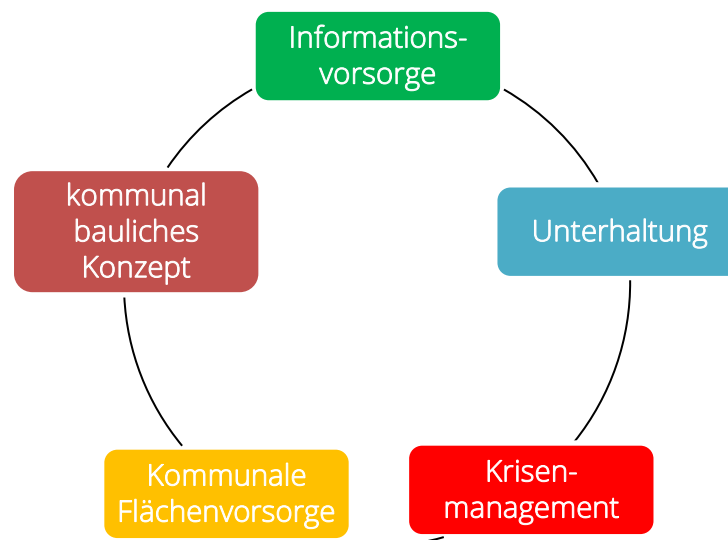 Informations-
vorsorge
kommunal
bauliches
Konzept
Unterhaltung
Kommunale
Flächenvorsorge
Krisen-
management